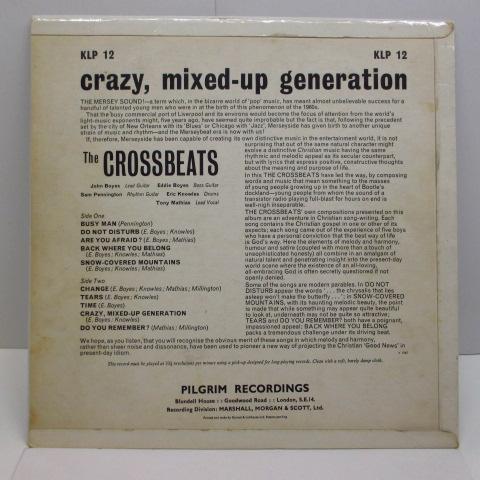 KLP 12
KLP 12
crazy, mixed-up generation
THE MERSEY SOUND!—a term which, in the bizarre world of 'pop' music, has meant almost unbelievable success for a
handful of talented young men who were in at the birth of this phenomenon of the 1960s.
That the busy commercial port of Liverpool and its environs would become the focus of attention from the world's
light-music exponents might, five years ago, have seemed quite improbable but the fact is that, following the precedent
set by the city of New Orleans with its 'Blues' or Chicago with 'Jazz', Merseyside has given birth to another unique
chain of music and rhythm—and the Merseybeat era is now with us!
If, therefore, Merseyside has been capable of creating its own distinctive music in the entertainment world, it is not
surprising that out of the same natural character might
evolve a distinctive Christian music having the same
rhythmic and melodic appeal as its secular counterpart,
but with lyrics that express positive, constructive thoughts
about the meaning and purpose of life.
In this THE CROSSBEATS have led the way, by composing
words and music that mean something to the masses
of young people growing up in the heart of Bootle's
dockland—young people from whom the sound of a
transistor radio playing full-blast for hours on end is
well-nigh inseparable.
The CROSSBEATS
John Boyes Lead Guitar Eddie Boyes Bass Guitar
Sam Pennington Rhythm Guitar Eric Knowles Drums
Tony Mathias Lead Vocal
Side One
BUSY MAN (Pennington)
DO NOT DISTURB (E. Boyes; Knowles)
ARE YOU AFRAID? (E. Boyes; Mathias)
BACK WHERE YOU BELONG
(E. Boyes; Knowles; Mathias)
SNOW-COVERED MOUNTAINS
(E. Boyes; Knowles; Mathias)
Side Two
CHANGE (E. Boyes; Knowles; Mathias; Millington)
TEARS (E. Boyes; Knowles)
TIME (E. Boyes)
CRAZY, MIXED-UP GENERATION
(E. Boyes; Knowles)
DO YOU REMEMBER? (Mathias; Millington)
THE CROSSBEATS' own compositions presented on this
album are an adventure in Christian song-writing. Each
song contains the Christian gospel in one or other of its
aspects; each song came out of the experience of five boys
who have a personal conviction that the best way of life
is God's way. Here the elements of melody and harmony,
humour and satire (coupled with more than a touch of
unsophisticated honesty) all combine in an amalgam of
natural talent and penetrating insight into the present-day
world scene where the existence of an all-loving,
all-embracing God is often secretly questioned if not
openly denied.
Some of the songs are modern parables. In DO NOT
DISTURB appear the words '. . . the chrysalis that lies
asleep won't make the butterfly . . .'; in SNOW-COVERED
MOUNTAINS, with its haunting melodic beauty, the point
is made that while something may appear quite beautiful
to look at, underneath may not be quite so attractive;
TEARS and DO YOU REMEMBER? both have a poignant,
impassioned appeal; BACK WHERE YOU BELONG
packs a tremendous challenge under its driving beat.
We hope, as you listen, that you will recognise the obvious merit of these songs in which melody and harmony,
rather than sheer noise and dissonance, have been used to pioneer a new way of projecting the Christian 'Good News' in
present-day idiom.
This record must be played at 33⅓ revolutions per minute using a pick-up designed for long-playing records. Clean with a soft, barely damp cloth.
PILGRIM RECORDINGS
Blundell House : : Goodwood Road : : London, S.E.14.
Recording Division: MARSHALL, MORGAN & SCOTT, Ltd.